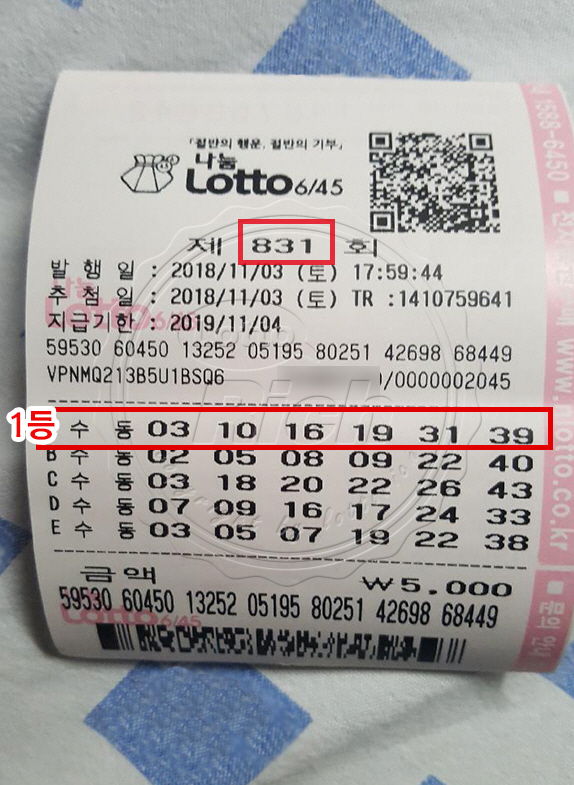 「절반의 행운, 절반의 기부」
나눔
Lotto 6/45
제 831 회
발 행 일 : 2018/11/03 (토) 17:59:44
추 첨 일 : 2018/11/03 (토) TR :1410759641
지급기한 : 2019/11/04
59530 60450 13252 05195 80251 42698 68449
VPNMQ213B5U1BSQ6 /0000002045
1등 수 동 03 10 16 19 31 39
B 수 동 02 05 08 09 22 40
C 수 동 03 18 20 22 26 43
D 수 동 07 09 16 17 24 33
E 수 동 03 05 07 19 22 38
금 액 ₩5.000
59530 60450 13252 05195 80251 42698 68449
Lotto 6/45
1588-6450
nlotto.co.kr